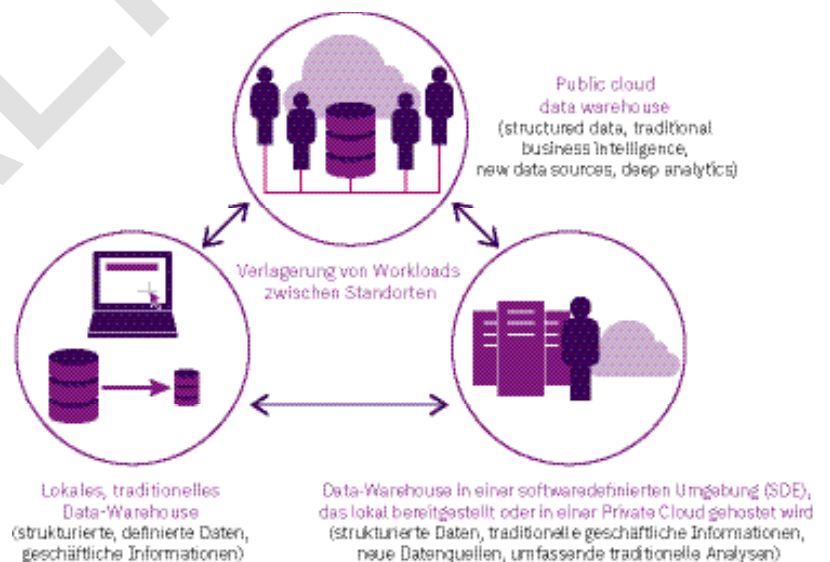 Public cloud
data warehouse
(structured data, traditional
business intelligence,
new data sources, deep analytics)
Verlagerung von Workloads
zwischen Standorten
Lokales, traditionelles
Data-Warehouse
(strukturierte, definierte Daten,
geschäftliche Informationen)
Data-Warehouse in einer softwaredefinierten Umgebung (SDE),
das lokal bereitgestellt oder in einer Private Cloud gehostet wird
(strukturierte Daten, traditionelle geschäftliche Informationen,
neue Datenquellen, umfassende traditionelle Analysen)